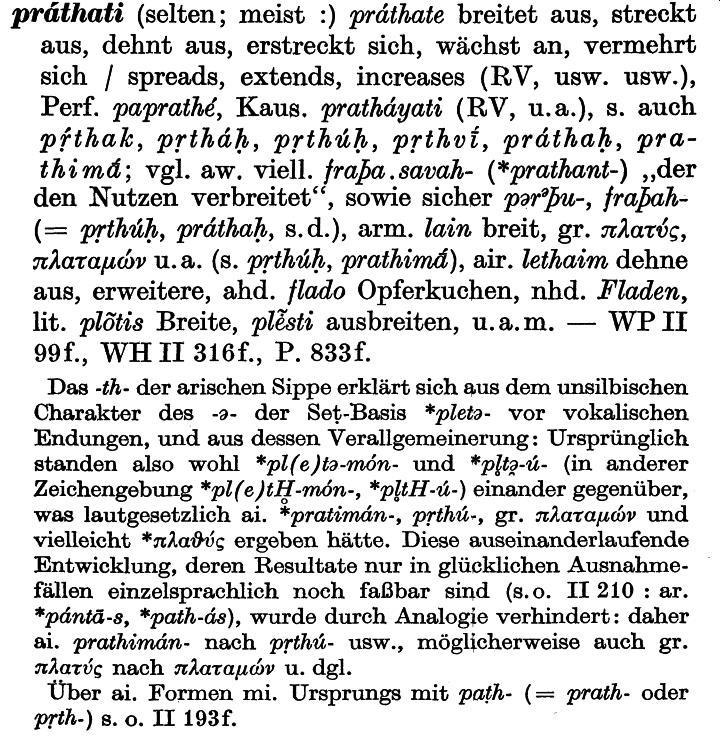 práthati (selten; meist :) práthate breitet aus, streckt
aus, dehnt aus, erstreckt sich, wächst an, vermehrt
sich / spreads, extends, increases (RV, usw. usw.),
Perf. paprathé, Kaus. pratháyati (RV, u. a.), s. auch
pṛ́thak, pṛtháḥ, pṛthúḥ, pṛthvī́, práthaḥ, pra-
thimā́; vgl. aw. viell. fraþa.savah- (*prathant-) „der
den Nutzen verbreitet“, sowie sicher pərᵊþu-, fraþah-
(= pṛthúḥ, práthaḥ, s. d.), arm. lain breit, gr. πλατύς,
πλαταμών u. a. (s. pṛthúḥ, prathimā́), air. lethaim dehne
aus, erweitere, ahd. flado Opferkuchen, nhd. Fladen,
lit. plõtis Breite, plė̃sti ausbreiten, u. a. m. — WP II
99f., WH II 316f., P. 833f.
Das -th- der arischen Sippe erklärt sich aus dem unsilbischen
Charakter des -ə- der Seṭ-Basis *pletə- vor vokalischen
Endungen, und aus dessen Verallgemeinerung: Ursprünglich
standen also wohl *pl(e)tə-món- und *pl̥tə̯-ú- (in anderer
Zeichengebung *pl(e)tH̥-món-, *pl̥tH-ú-) einander gegenüber,
was lautgesetzlich ai. *pratimán-, pṛthú-, gr. πλαταμών und
vielleicht *πλαθύς ergeben hätte. Diese auseinanderlaufende
Entwicklung, deren Resultate nur in glücklichen Ausnahme-
fällen einzelsprachlich noch faßbar sind (s. o. II 210 : ar.
*pántā-s, *path-ás), wurde durch Analogie verhindert: daher
ai. prathimán- nach pṛthú- usw., möglicherweise auch gr.
πλατύς nach πλαταμών u. dgl.
Über ai. Formen mi. Ursprungs mit paṭh- (= prath- oder
pṛth-) s. o. II 193f.